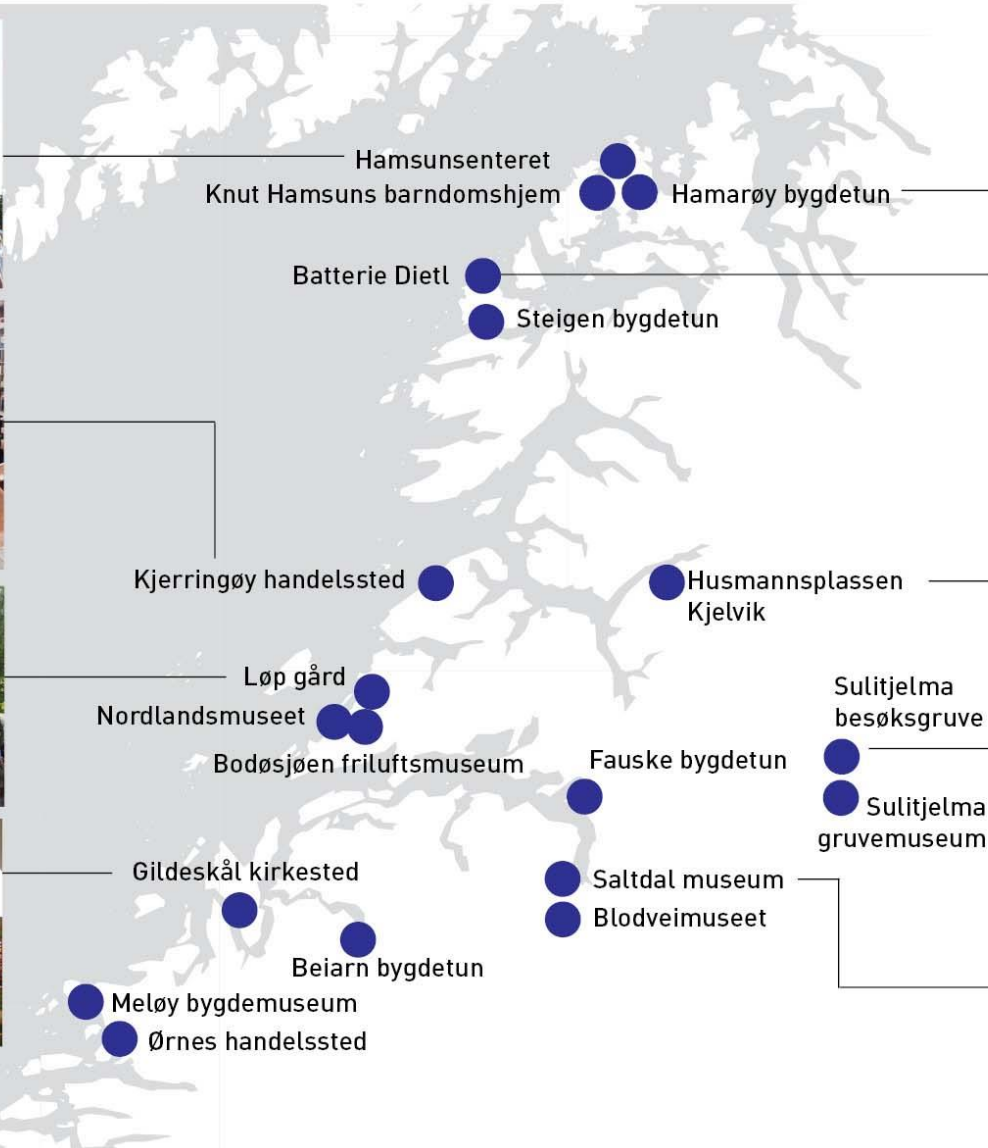 Hamsunsenteret
Knut Hamsuns barndomshjem
Hamarøy bygdetun
Batterie Dietl
Steigen bygdetun
Kjerringøy handelssted
Husmannsplassen
Kjelvik
Løp gård
Nordlandsmuseet
Bodøsjøen friluftsmuseum
Sulitjelma
besøksgruve
Fauske bygdetun
Sulitjelma
gruvemuseum
Gildeskål kirkested
Saltdal museum
Blodveimuseet
Beiarn bygdetun
Meløy bygdemuseum
Ørnes handelssted